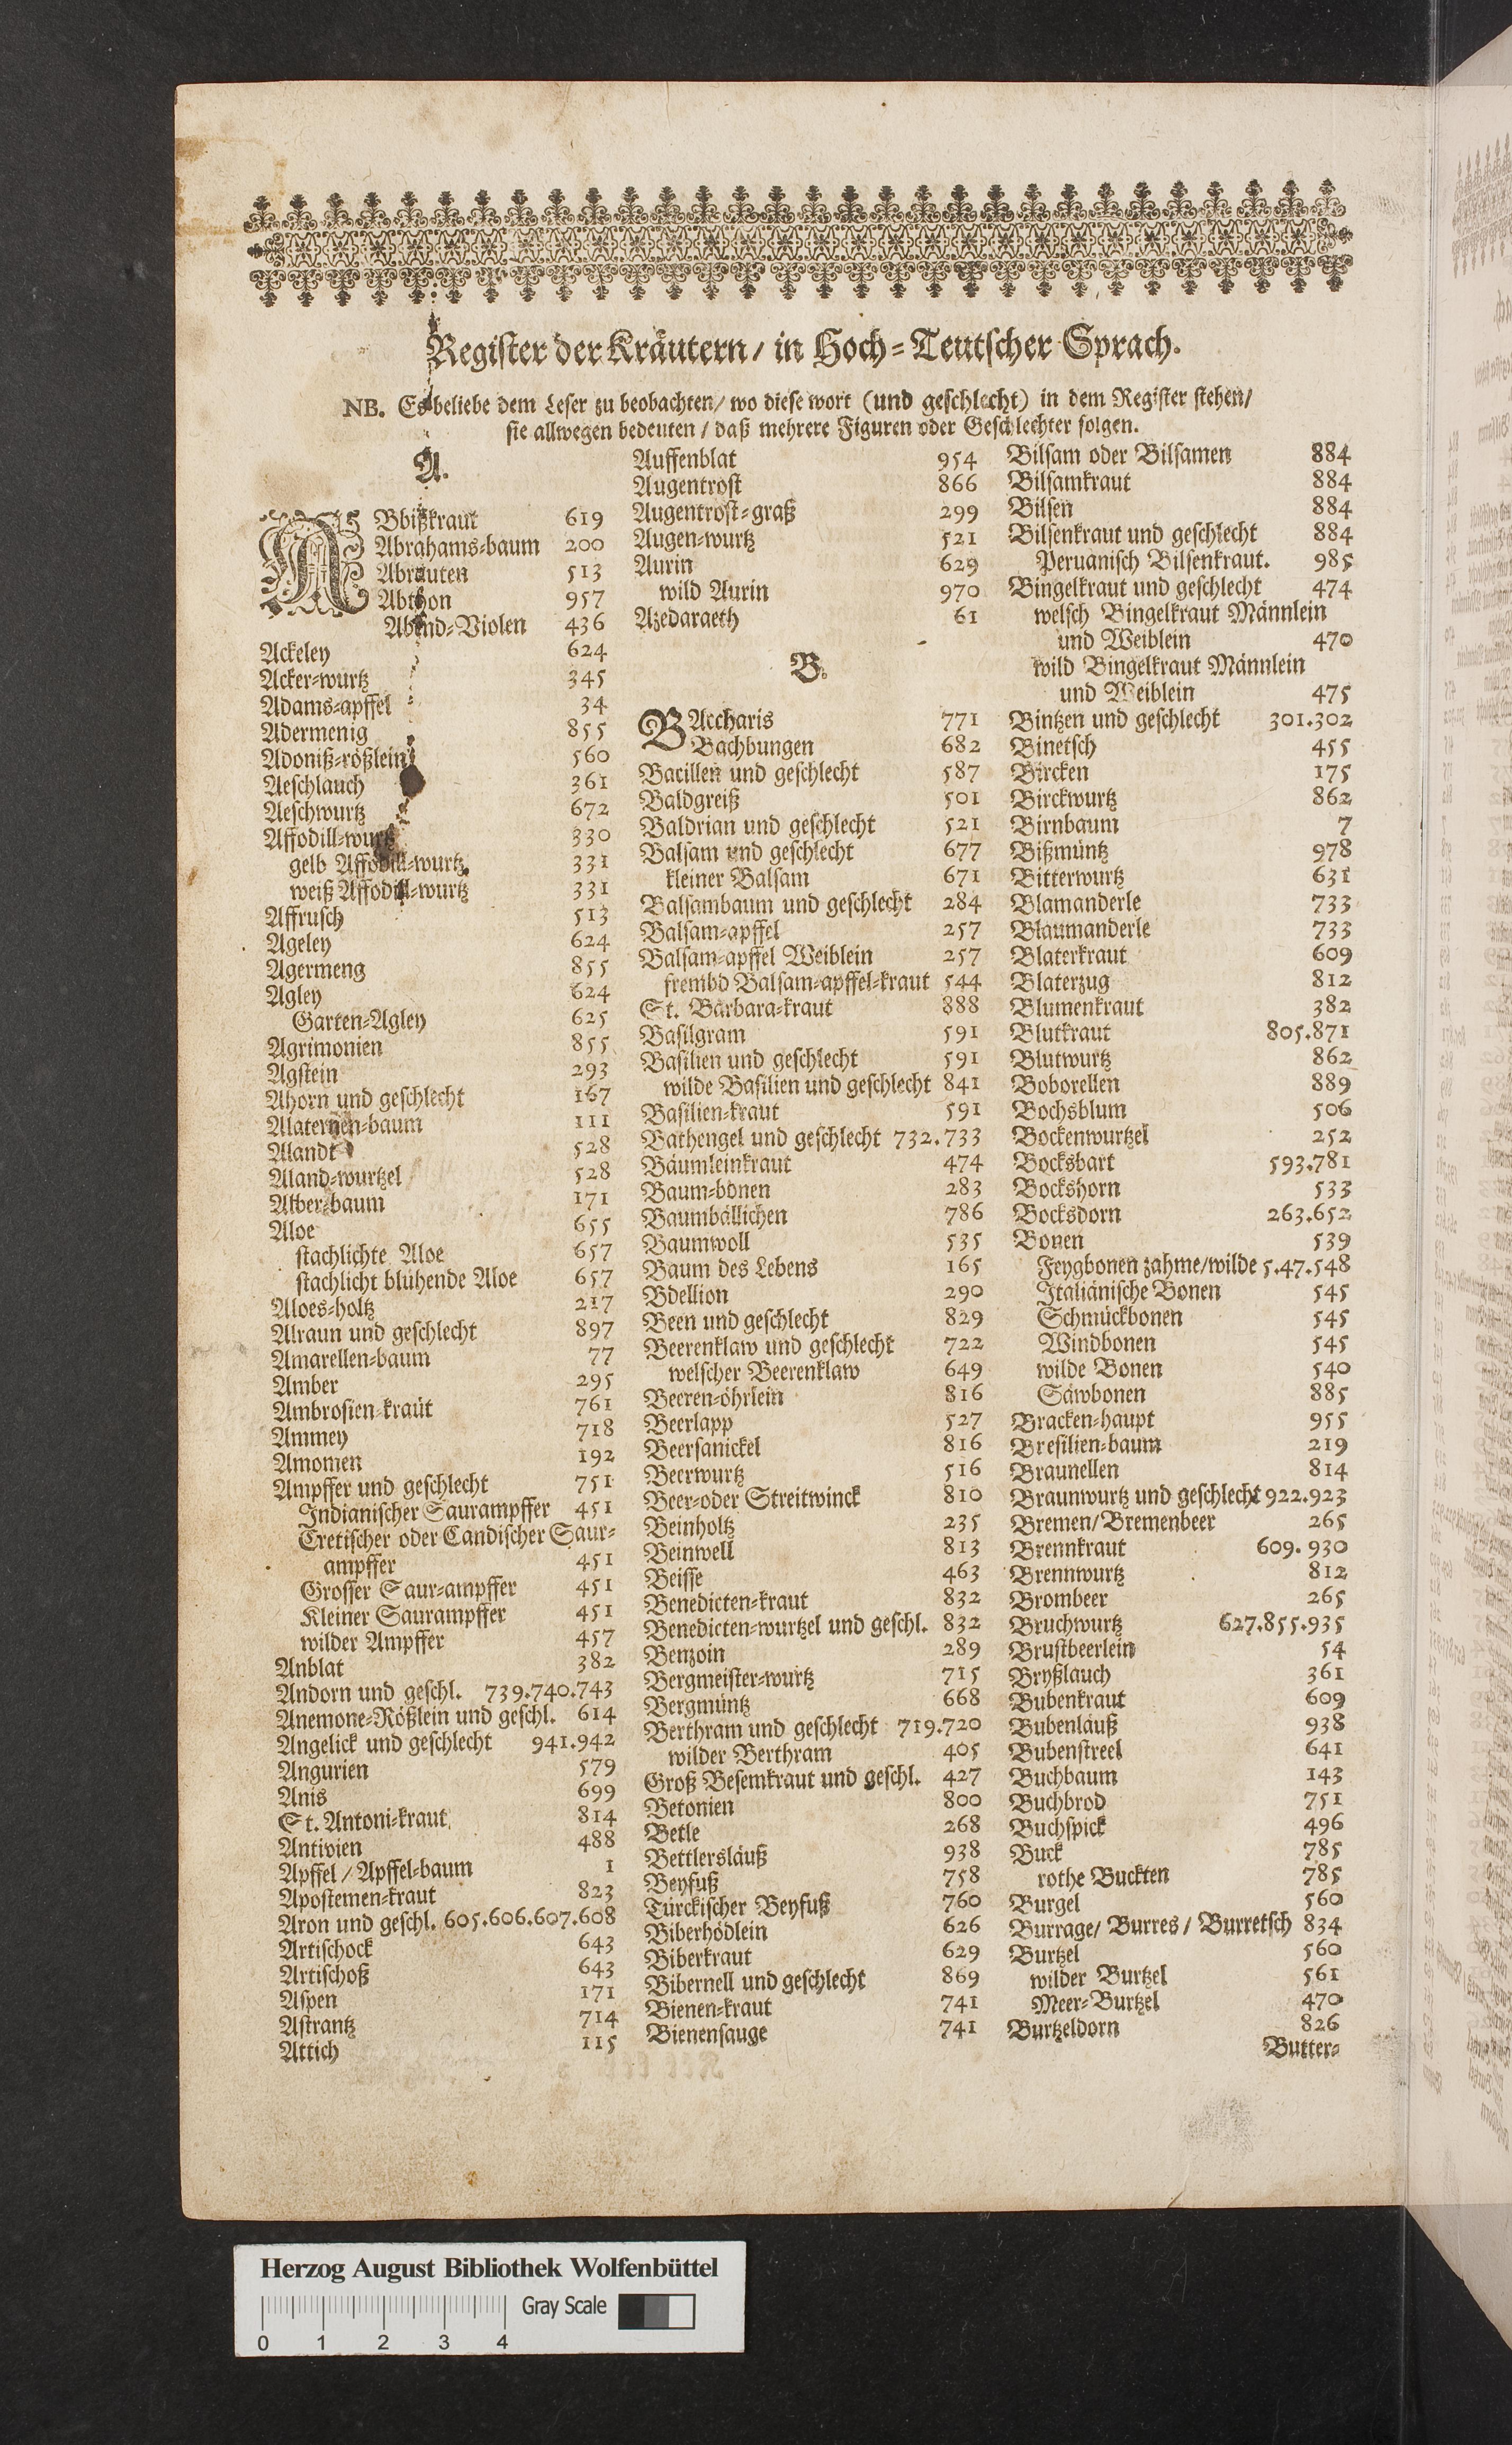 Register der Kräutern / in Hoch-Teutscher Sprach.
NB. Es beliebe dem Leser zu beobachten / wo diese wort (und geschlecht) in dem Register stehen /
sie allwegen bedeuten / daß mehrere Figuren oder Geschlechter folgen.
A.
ABbißkraut 619
Abrahams-baum 200
Abrauten 513
Abthon 957
Abend-Violen 436
Ackeley 624
Acker-wurtz 345
Adams-apffel 34
Adermenig 855
Adoniß-rößlein 560
Aeschlauch 361
Aeschwurtz 672
Affodill-wurtz 330
gelb Affodill-wurtz. 331
weiß Affodill-wurtz 331
Affrusch 513
Ageley 624
Agermeng 855
Agley 624
Garten-Agley 625
Agrimonien 855
Agstein 293
Ahorn und geschlecht 167
Alaternen-baum 111
Alandt 528
Aland-wurtzel 528
Alber-baum 171
Aloe 655
stachlichte Aloe 657
stachlicht blühende Aloe 657
Aloes-holtz 217
Alraun und geschlecht 897
Amarellen-baum 77
Amber 295
Ambrosien-kraut 761
Ammey 718
Amomen 192
Ampffer und geschlecht 751
Indianischer Saurampffer 451
Cretischer oder Candischer Saur-
ampffer 451
Grosser Saur-ampffer 451
Kleiner Saurampffer 451
wilder Ampffer 457
Anblat 382
Andorn und geschl. 739.740.743
Anemone-Rößlein und geschl. 614
Angelick und geschlecht 941.942
Angurien 579
Anis 699
St. Antoni-kraut 814
Antivien 488
Apffel / Apffel-baum 1
Apostemen-kraut 823
Aron und geschl. 605.606.607.608
Artischock 643
Artischoß 643
Aspen 171
Astrantz 714
Attich 115
Auffenblat 954
Augentrost 866
Augentrost-graß 299
Augen-wurtz 521
Aurin 629
wild Aurin 970
Azedaraeth 61
B.
BAccharis 771
Bachbungen 682
Bacillen und geschlecht 587
Baldgreiß 501
Baldrian und geschlecht 521
Balsam und geschlecht 677
kleiner Balsam 671
Balsambaum und geschlecht 284
Balsam-apffel 257
Balsam-apffel Weiblein 257
frembd Balsam-apffel-kraut 544
St. Barbara-kraut 888
Basilgram 591
Basilien und geschlecht 591
wilde Basilien und geschlecht 841
Basilien-kraut 591
Bathengel und geschlecht 732.733
Bäumleinkraut 474
Baum-bonen 283
Baumbällichen 786
Baumwoll 535
Baum des Lebens 165
Bdellion 290
Been und geschlecht 829
Beerenklaw und geschlecht 722
welscher Beerenklaw 649
Beeren-öhrlein 816
Beerlapp 527
Beersanickel 816
Beerwurtz 516
Beer-oder Streitwinck 810
Beinholtz 235
Beinwell 813
Beisse 463
Benedicten-kraut 832
Benedicten-wurtzel und geschl. 832
Benzoin 289
Bergmeister-wurtz 715
Bergmüntz 668
Berthram und geschlecht 719.720
wilder Berthram 405
Groß Besemkraut und geschl. 427
Betonien 800
Betle 268
Bettlersläuß 938
Beyfuß 758
Türckischer Beyfuß 760
Biberhödlein 626
Biberkraut 629
Bibernell und geschlecht 869
Bienen-kraut 741
Bienensauge 741
Bilsam oder Bilsamen 884
Bilsamkraut 884
Bilsen 884
Bilsenkraut und geschlecht 884
Peruanisch Bilsenkraut. 985
Bingelkraut und geschlecht 474
welsch Bingelkraut Männlein
und Weiblein 470
wild Bingelkraut Männlein
und Weiblein 475
Bintzen und geschlecht 301.302
Binetsch 455
Bircken 175
Birckwurtz 862
Birnbaum 7
Bißmüntz 978
Bitterwurtz 631
Blamanderle 733
Blaumanderle 733
Blaterkraut 609
Blaterzug 812
Blumenkraut 382
Blutkraut 805.871
Blutwurtz 862
Boborellen 889
Bochsblum 506
Bockenwurtzel 252
Bocksbart 593.781
Bockshorn 533
Bocksdorn 263.652
Bonen 539
Feygbonen zahme/wilde 5.47.548
Italiänische Bonen 545
Schmückbonen 545
Windbonen 545
wilde Bonen 540
Säwbonen 885
Bracken-haupt 955
Bresilien-baum 219
Braunellen 814
Braunwurtz und geschlecht 922.923
Bremen/ Bremenbeer 265
Brennkraut 609.930
Brennwurtz 812
Brombeer 265
Bruchwurtz 627.855.935
Brustbeerlein 54
Bryßlauch 361
Bubenkraut 609
Bubenläuß 938
Bubenstreel 641
Buchbaum 143
Buchbrod 751
Buchspick 496
Buck 785
rothe Buckten 785
Burgel 560
Burrage/ Burres / Burretsch 834
Burtzel 560
wilder Burtzel 561
Meer-Burtzel 470
Burtzeldorn 826
Butter-
Herzog August Bibliothek Wolfenbüttel
Gray Scale
0 1 2 3 4